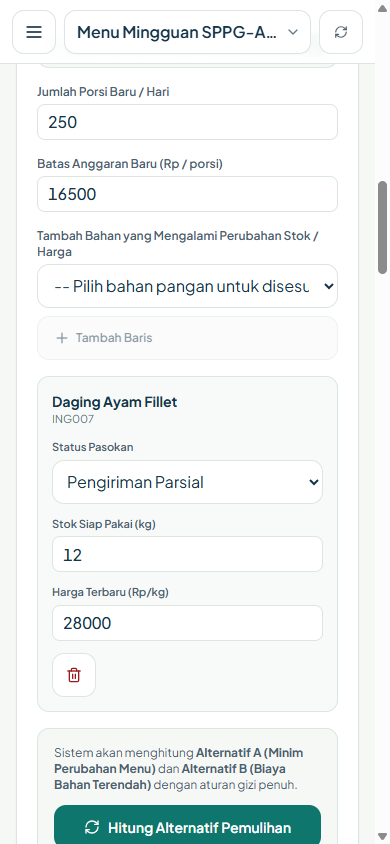 Menu Mingguan SPPG-A...
Jumlah Porsi Baru / Hari
250
Batas Anggaran Baru (Rp / porsi)
16500
Tambah Bahan yang Mengalami Perubahan Stok /
Harga
-- Pilih bahan pangan untuk disesu
Tambah Baris
Daging Ayam Fillet
ING007
Status Pasokan
Pengiriman Parsial
Stok Siap Pakai (kg)
12
Harga Terbaru (Rp/kg)
28000
Sistem akan menghitung Alternatif A (Minim
Perubahan Menu) dan Alternatif B (Biaya
Bahan Terendah) dengan aturan gizi penuh.
Hitung Alternatif Pemulihan